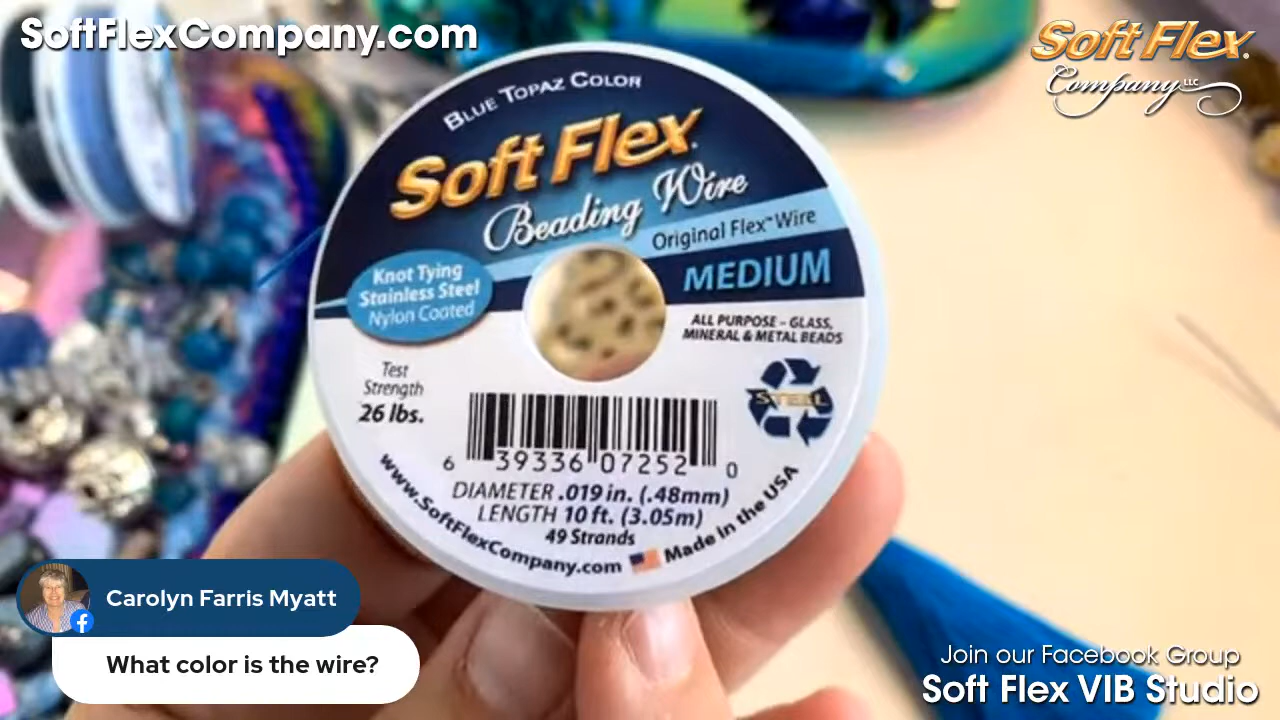 SoftFlexCompany.com
Soft Flex®
Company LLC
BLUE TOPAZ COLOR
Soft Flex®
Beading Wire
Original Flex™ Wire
MEDIUM
Knot Tying
Stainless Steel
Nylon Coated
ALL PURPOSE – GLASS,
MINERAL & METAL BEADS
Test
Strength
26 lbs.
STEEL
6 39336 07252 0
DIAMETER .019 in. (.48mm)
LENGTH 10 ft. (3.05m)
49 Strands
www.SoftFlexCompany.com
Made in the USA
Carolyn Farris Myatt
What color is the wire?
Join our Facebook Group
Soft Flex VIB Studio